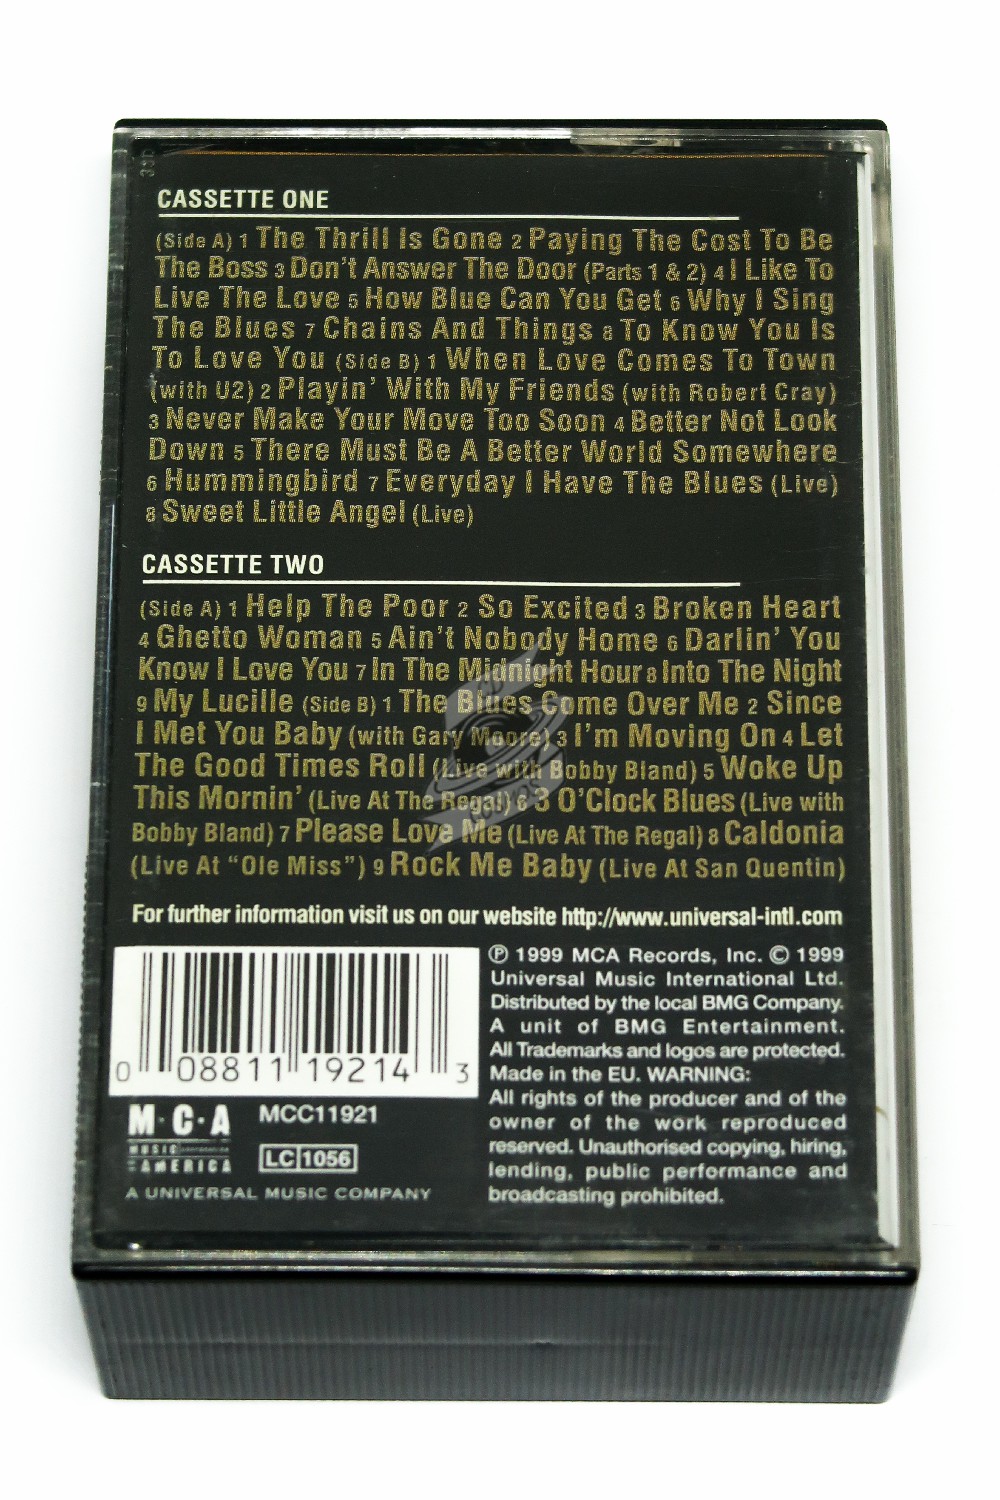 CASSETTE ONE
(Side A) 1 The Thrill Is Gone 2 Paying The Cost To Be
The Boss 3 Don't Answer The Door (Parts 1 & 2) 4 I Like To
Live The Love 5 How Blue Can You Get 6 Why I Sing
The Blues 7 Chains And Things 8 To Know You Is
To Love You (Side B) 1 When Love Comes To Town
(with U2) 2 Playin' With My Friends (with Robert Cray)
3 Never Make Your Move Too Soon 4 Better Not Look
Down 5 There Must Be A Better World Somewhere
6 Hummingbird 7 Everyday I Have The Blues (Live)
8 Sweet Little Angel (Live)
CASSETTE TWO
(Side A) 1 Help The Poor 2 So Excited 3 Broken Heart
4 Ghetto Woman 5 Ain't Nobody Home 6 Darlin' You
Know I Love You 7 In The Midnight Hour 8 Into The Night
9 My Lucille (Side B) 1 The Blues Come Over Me 2 Since
I Met You Baby (with Gary Moore) 3 I'm Moving On 4 Let
The Good Times Roll (Live with Bobby Bland) 5 Woke Up
This Mornin' (Live At The Regal) 6 3 O'Clock Blues (Live with
Bobby Bland) 7 Please Love Me (Live At The Regal) 8 Caldonia
(Live At "Ole Miss") 9 Rock Me Baby (Live At San Quentin)
For further information visit us on our website http://www.universal-intl.com
0 08811 19214 3
M·C·A
MUSIC
AMERICA
A UNIVERSAL MUSIC COMPANY
MCC11921
LC 1056
℗ 1999 MCA Records, Inc. © 1999
Universal Music International Ltd.
Distributed by the local BMG Company.
A unit of BMG Entertainment.
All Trademarks and logos are protected.
Made in the EU. WARNING:
All rights of the producer and of the
owner of the work reproduced
reserved. Unauthorised copying, hiring,
lending, public performance and
broadcasting prohibited.